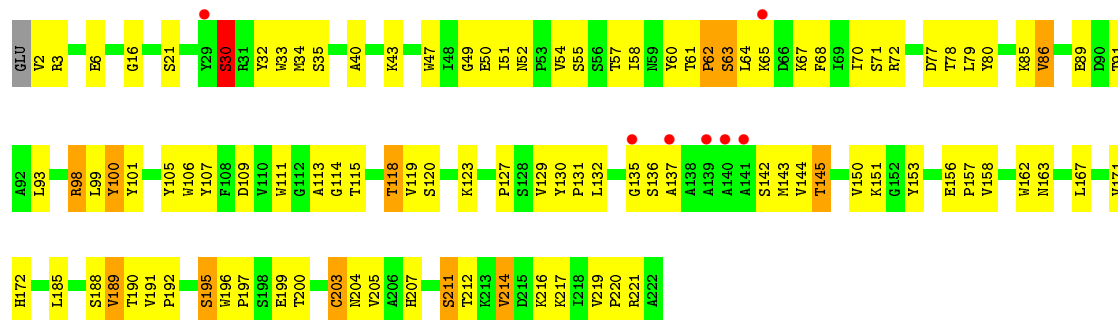 GLU V2 R3 E6 G16 S21 Y29 S30 R31 Y32 W33 M34 S35 A40 K43 W47 I48 G49 E50 I51 N52 P53 V54 S55 S56 T57 I58 N59 Y60 T61 P62 S63 L64 K65 D66 K67 F68 I69 I70 S71 R72 D77 T78 L79 Y80 K85 V86 E89 D90 T91
A92 L93 R98 L99 Y100 Y101 Y105 W106 Y107 F108 D109 V110 W111 G112 A113 G114 T115 T118 V119 S120 K123 P127 S128 V129 Y130 P131 L132 G135 S136 A137 A138 A139 A140 A141 S142 M143 V144 T145 V150 K151 G152 Y153 E156 P157 V158 W162 N163 L167 V171
H172 L185 S188 V189 T190 V191 P192 S195 W196 P197 S198 E199 T200 C203 N204 V205 A206 H207 S211 T212 K213 V214 D215 K216 K217 I218 V219 P220 R221 A222